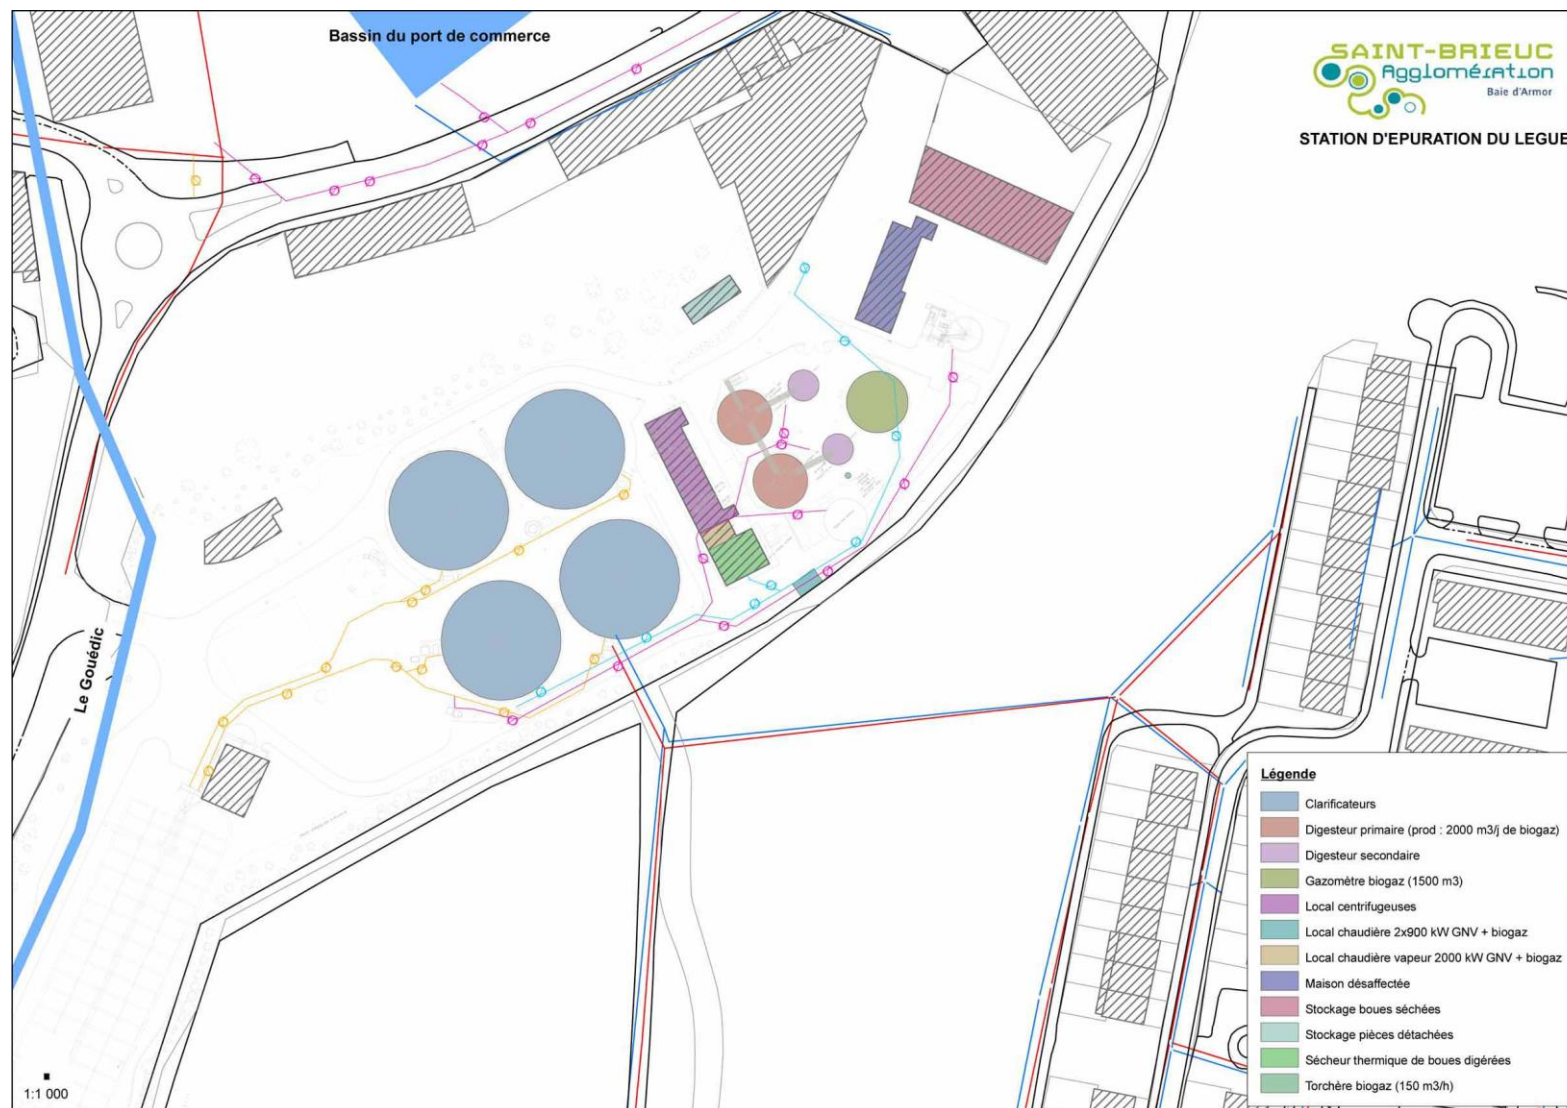 Bassin du port de commerce
SAINT-BRIEUC
Agglomération
Baie d'Armor
STATION D'EPURATION DU LEGUE
Le Gouédic
Légende
Clarificateurs
Digesteur primaire (prod : 2000 m3/j de biogaz)
Digesteur secondaire
Gazomètre biogaz (1500 m3)
Local centrifugeuses
Local chaudière 2x900 kW GNV + biogaz
Local chaudière vapeur 2000 kW GNV + biogaz
Maison désaffectée
Stockage boues séchées
Stockage pièces détachées
Sécheur thermique de boues digérées
Torchère biogaz (150 m3/h)
1:1 000